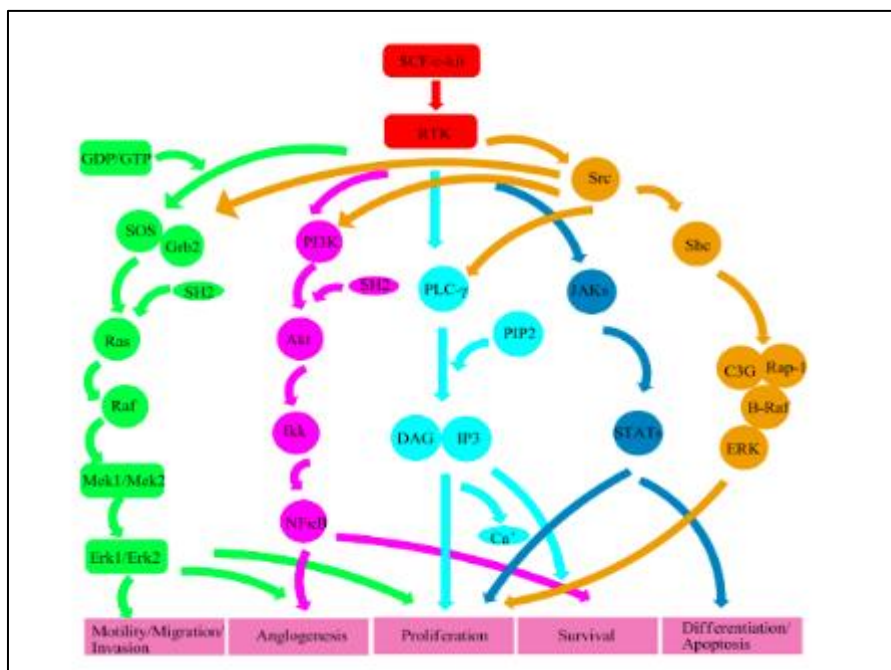 SCF/c-kit
RTK
GDP/GTP
Src
SOS
Grb2
PI3K
Shc
SH2
SH2
PLC-γ
JAKs
Ras
Akt
PIP2
C3G
Rap-1
Raf
B-Raf
Ikk
DAG
IP3
STATs
ERK
Mek1/Mek2
NFκB
Erk1/Erk2
Motility/Migration/
Invasion
Anglogenesis
Proliferation
Survival
Differentiation/
Apoptosis